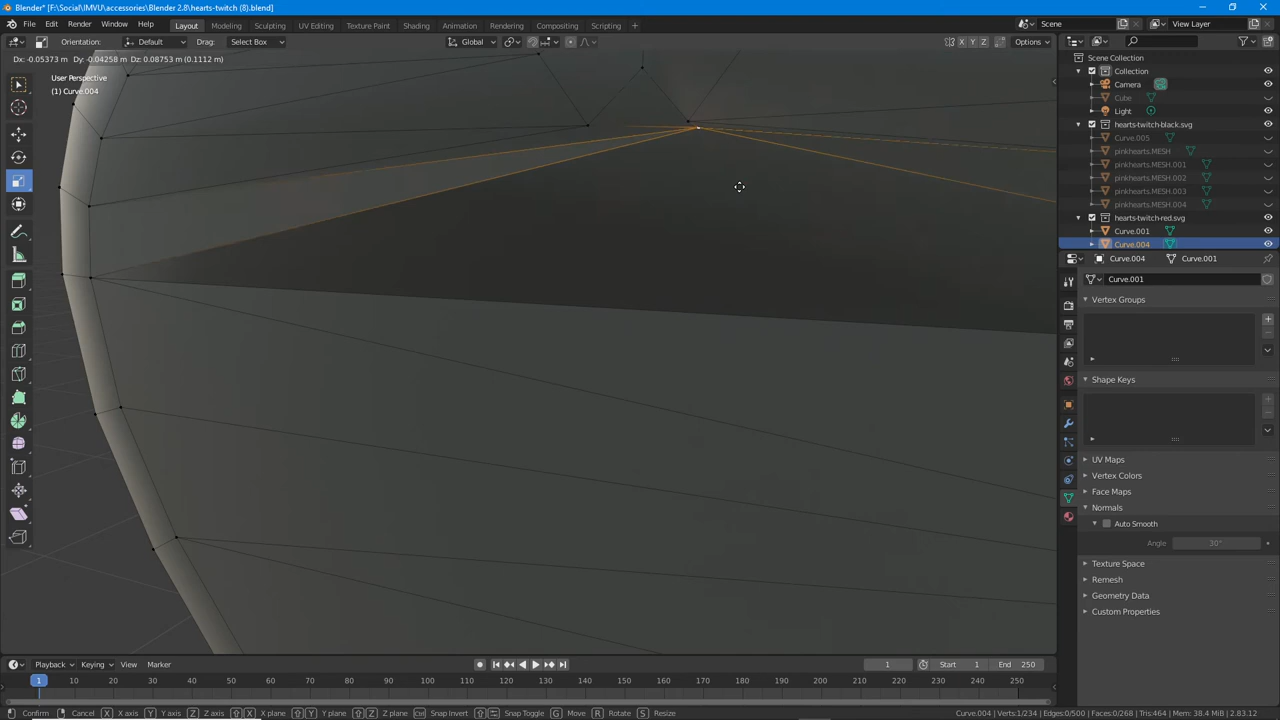 Blender* [F:\Social\IMVU\accessories\Blender 2.8\hearts-twitch (8).blend]
File Edit Render Window Help Layout Modeling Sculpting UV Editing Texture Paint Shading Animation Rendering Compositing Scripting Scene View Layer
Orientation: Default Drag: Select Box Global X Y Z Options
Dx: -0.05373 m Dy: -0.04258 m Dz: 0.08753 m (0.1112 m)
User Perspective
(1) Curve.004
Scene Collection
Collection
Camera
Cube
Light
hearts-twitch-black.svg
Curve.005
pinkhearts.MESH
pinkhearts.MESH.001
pinkhearts.MESH.002
pinkhearts.MESH.003
pinkhearts.MESH.004
hearts-twitch-red.svg
Curve.001
Curve.004
Curve.004 Curve.001
Curve.001
Vertex Groups
Shape Keys
UV Maps
Vertex Colors
Face Maps
Normals
Auto Smooth
Angle 30°
Texture Space
Remesh
Geometry Data
Custom Properties
Playback Keying View Marker 1 Start 1 End 250
1 10 20 30 40 50 60 70 80 90 100 110 120 130 140 150 160 170 180 190 200 210 220 230 240 250
Confirm Cancel X X axis Y Y axis Z Z axis X X plane Y Y plane Z Z plane Ctrl Snap Invert Snap Toggle G Move R Rotate S Resize Curve.004 | Verts:1/234 | Edges:0/500 | Faces:0/268 | Tris:464 | Mem: 38.4 MiB | 2.83.12